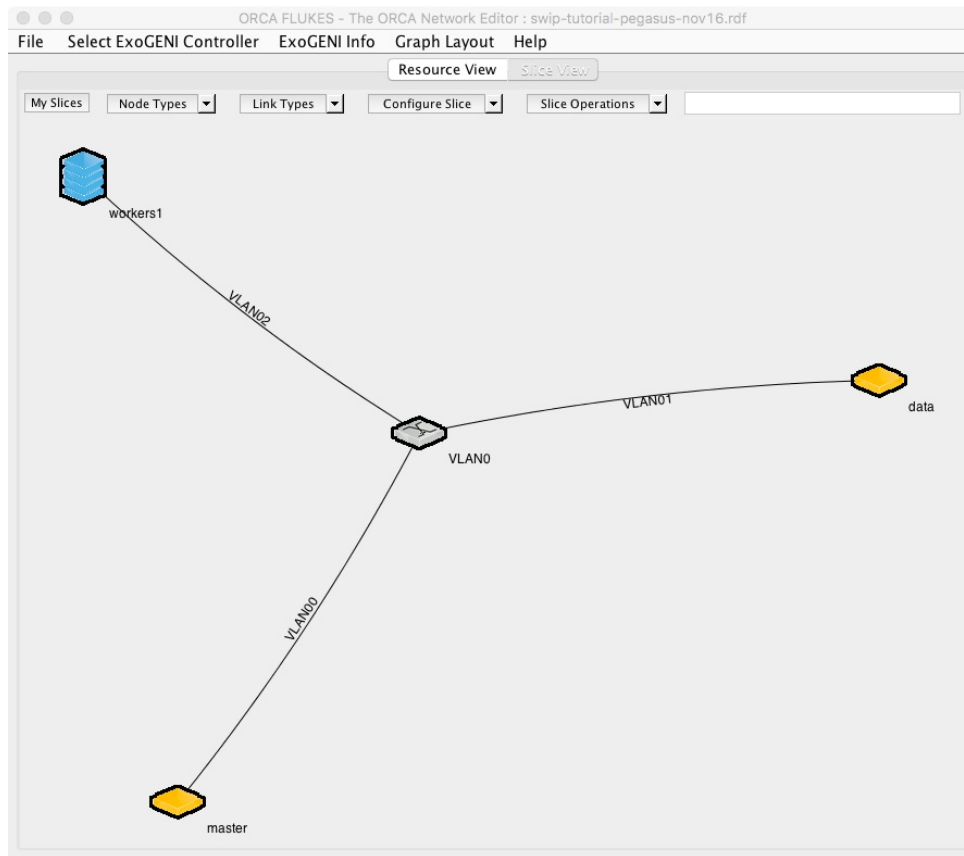 ORCA FLUKES - The ORCA Network Editor : swip-tutorial-pegasus-nov16.rdf
File Select ExoGENI Controller ExoGENI Info Graph Layout Help
Resource View Slice View
My Slices Node Types Link Types Configure Slice Slice Operations
workers1
VLAN02
VLAN01
data
VLAN0
VLAN00
master